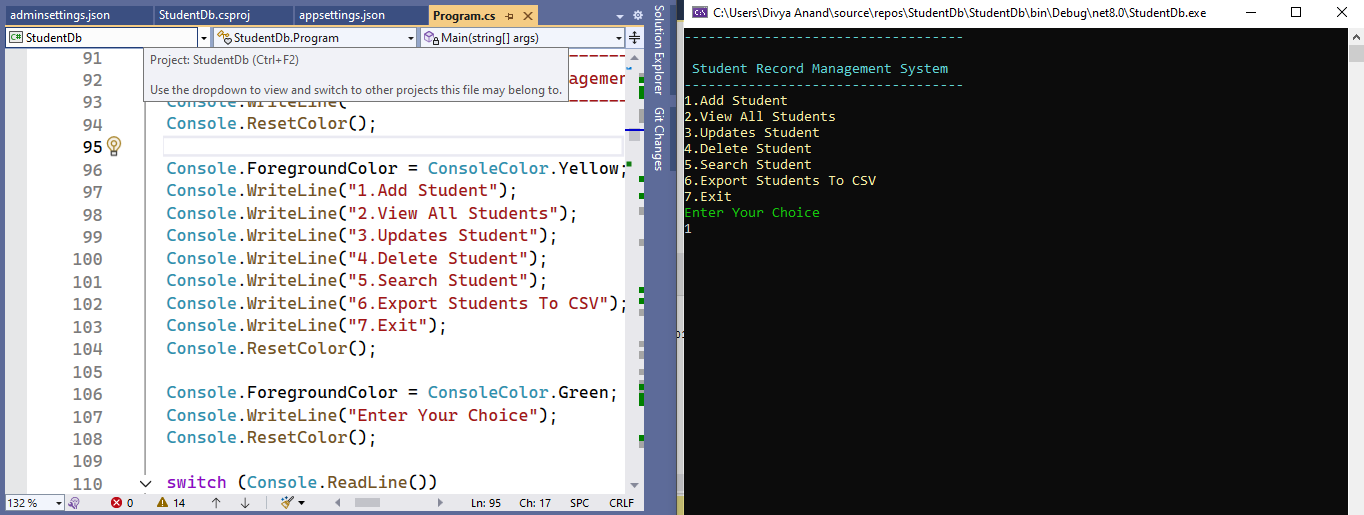 adminsettings.json StudentDb.csproj appsettings.json Program.cs
StudentDb StudentDb.Program Main(string[] args)
Project: StudentDb (Ctrl+F2)
Use the dropdown to view and switch to other projects this file may belong to.
91
92 agemen
93 Console.WriteLine("
94 Console.ResetColor();
95
96 Console.ForegroundColor = ConsoleColor.Yellow;
97 Console.WriteLine("1.Add Student");
98 Console.WriteLine("2.View All Students");
99 Console.WriteLine("3.Updates Student");
100 Console.WriteLine("4.Delete Student");
101 Console.WriteLine("5.Search Student");
102 Console.WriteLine("6.Export Students To CSV");
103 Console.WriteLine("7.Exit");
104 Console.ResetColor();
105
106 Console.ForegroundColor = ConsoleColor.Green;
107 Console.WriteLine("Enter Your Choice");
108 Console.ResetColor();
109
110 switch (Console.ReadLine())
132 % 0 14 Ln: 95 Ch: 17 SPC CRLF
Solution Explorer
Git Changes
C:\Users\Divya Anand\source\repos\StudentDb\StudentDb\bin\Debug\net8.0\StudentDb.exe
-----------------------------------
Student Record Management System
-----------------------------------
1.Add Student
2.View All Students
3.Updates Student
4.Delete Student
5.Search Student
6.Export Students To CSV
7.Exit
Enter Your Choice
1